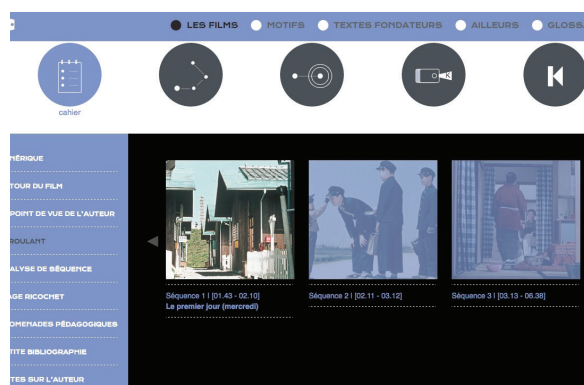 LES FILMS
MOTIFS
TEXTES FONDATEURS
AILLEURS
GLOSS
K
K
cahier
NÉRIQUE
TOUR DU FILM
POINT DE VUE DE L'AUTEUR
ROULANT
ALYSE DE SÉQUENCE
AGE RICOCHET
OMENADES PÉDAGOGIQUES
TITE BIBLIOGRAPHIE
TES SUR L'AUTEUR
Séquence 1 I [01.43 - 02.10]
Le premier jour (mercredi)
Séquence 2 I [02.11 - 03.12]
Séquence 3 I [03.13 - 06.38]